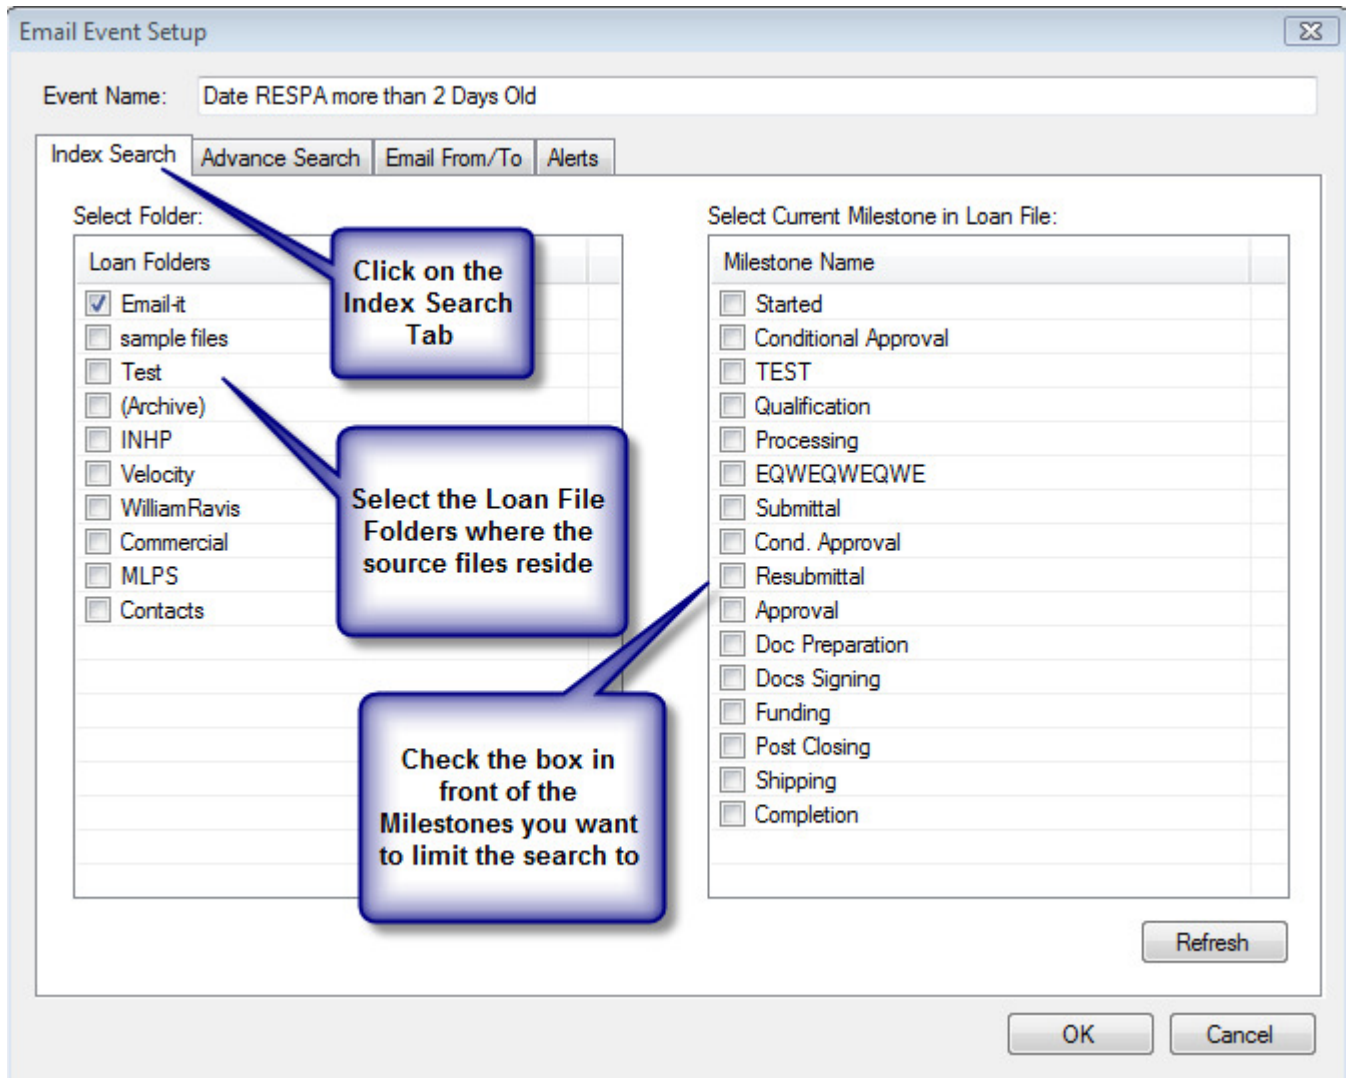 Email Event Setup
Event Name: Date RESPA more than 2 Days Old
Index Search Advance Search Email From/To Alerts
Select Folder:
Loan Folders
Email-it
sample files
Test
(Archive)
INHP
Velocity
WilliamRavis
Commercial
MLPS
Contacts
Click on the
Index Search
Tab
Select the Loan File
Folders where the
source files reside
Check the box in
front of the
Milestones you want
to limit the search to
Select Current Milestone in Loan File:
Milestone Name
Started
Conditional Approval
TEST
Qualification
Processing
EQWEQWEQWE
Submittal
Cond. Approval
Resubmittal
Approval
Doc Preparation
Docs Signing
Funding
Post Closing
Shipping
Completion
Refresh
OK Cancel